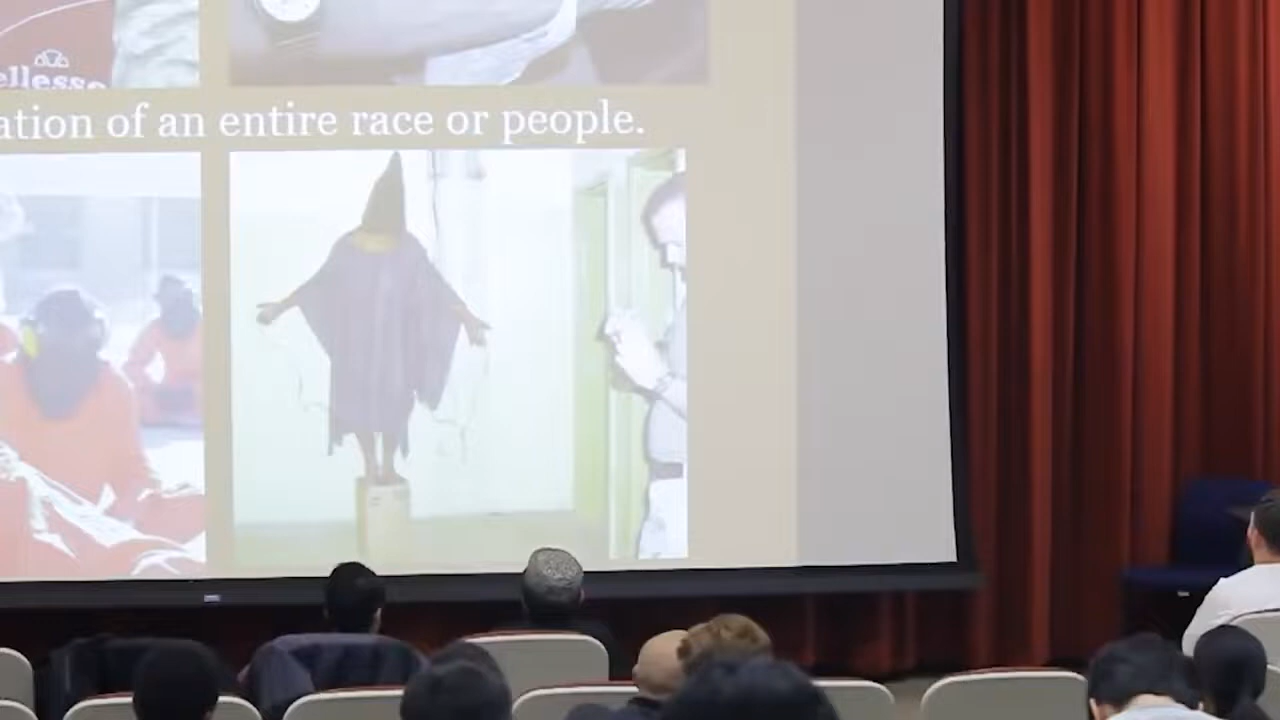 ellesse
ation of an entire race or people.